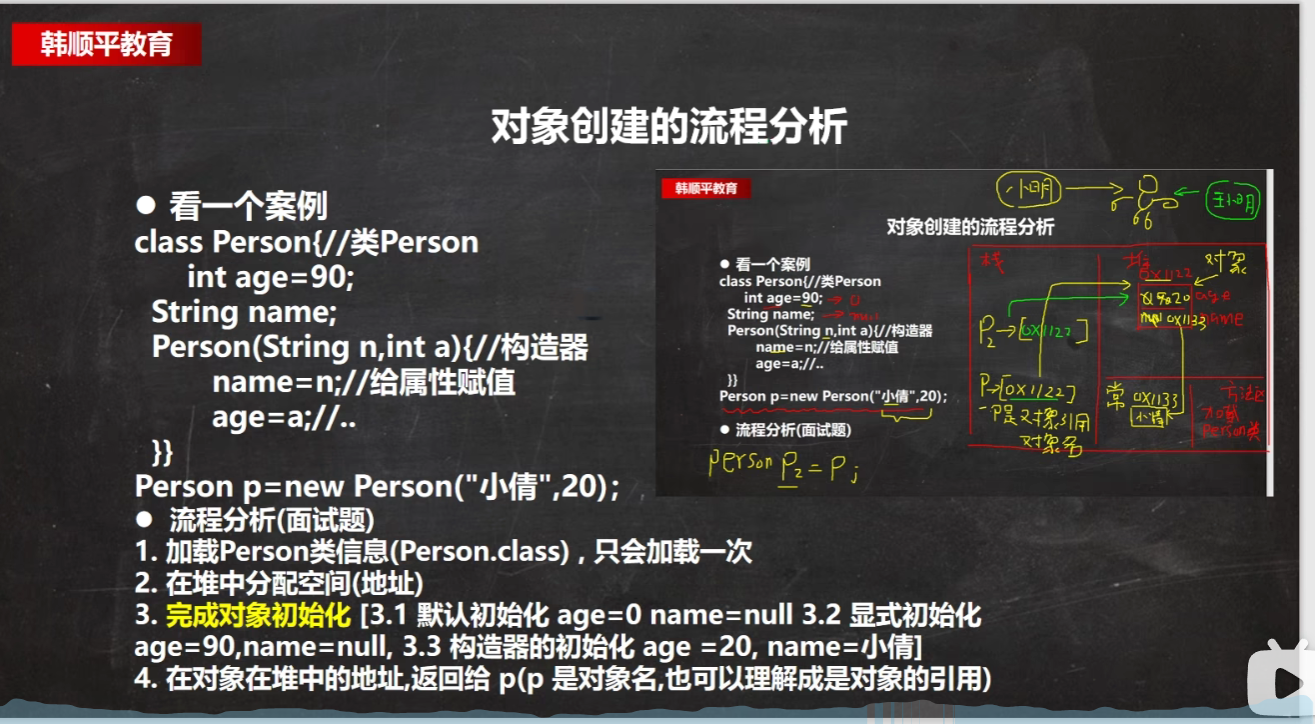 韩顺平教育
对象创建的流程分析
● 看一个案例
class Person{//类Person
int age=90;
String name;
Person(String n,int a){//构造器
name=n;//给属性赋值
age=a;//..
}}
Person p=new Person("小倩",20);
● 流程分析(面试题)
1. 加载Person类信息(Person.class)，只会加载一次
2. 在堆中分配空间(地址)
3. 完成对象初始化 [3.1 默认初始化 age=0 name=null 3.2 显式初始化
age=90,name=null, 3.3 构造器的初始化 age =20, name=小倩]
4. 在对象在堆中的地址,返回给 p(p 是对象名,也可以理解成是对象的引用)
韩顺平教育
小明
王小明
对象创建的流程分析
● 看一个案例
class Person{//类Person
int age=90; → 0
String name; → null
Person(String n,int a){//构造器
name=n;//给属性赋值
age=a;//..
}}
Person p=new Person("小倩",20);
● 流程分析(面试题)
person P2 = P;
栈
堆
对象
0x1122
20 age
null 0x1133 name
P2→[0x1122]
P→[0x1122]
P是对象引用
对象名
常 0x1133
小倩
方法区
加载
Person类